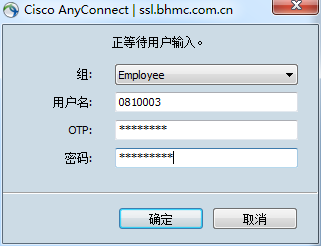 Cisco AnyConnect | ssl.bhmc.com.cn
正等待用户输入。
组: Employee
用户名: 0810003
OTP: ********
密码: *********
确定 取消